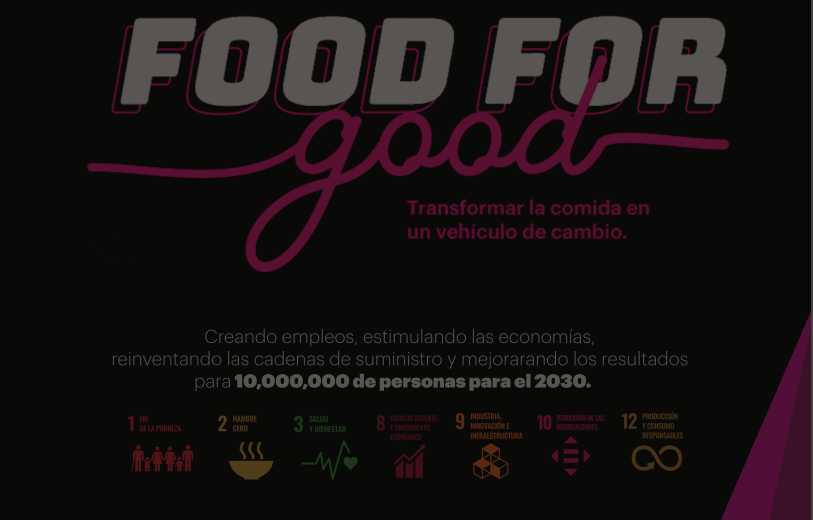 FOOD FOR
good
Transformar la comida en
un vehículo de cambio.
Creando empleos, estimulando las economías,
reinventando las cadenas de suministro y mejorarando los resultados
para 10,000,000 de personas para el 2030.
1 FIN
DE LA POBREZA
2 HAMBRE
CERO
3 SALUD
Y BIENESTAR
8 TRABAJO DECENTE
Y CRECIMIENTO
ECONÓMICO
9 INDUSTRIA,
INNOVACIÓN E
INFRAESTRUCTURA
10 REDUCCIÓN DE LAS
DESIGUALDADES
12 PRODUCCIÓN
Y CONSUMO
RESPONSABLES